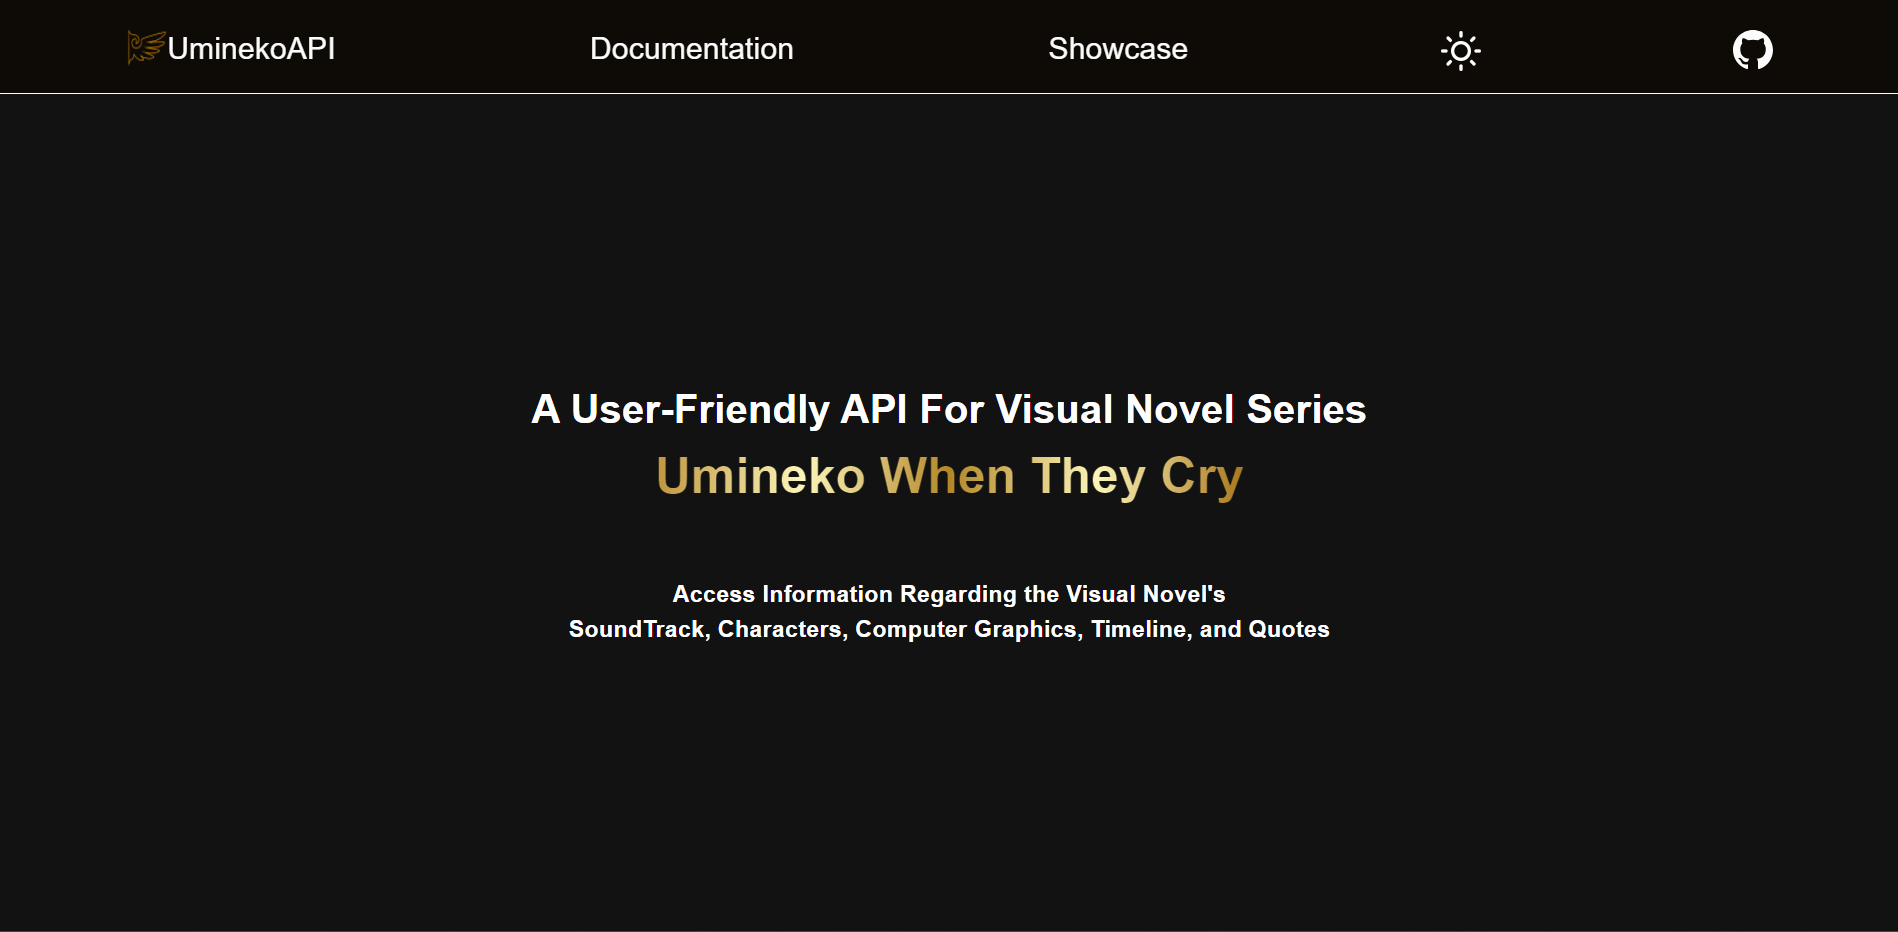 UminekoAPI
Documentation
Showcase
A User-Friendly API For Visual Novel Series
Umineko When They Cry
Access Information Regarding the Visual Novel's
SoundTrack, Characters, Computer Graphics, Timeline, and Quotes